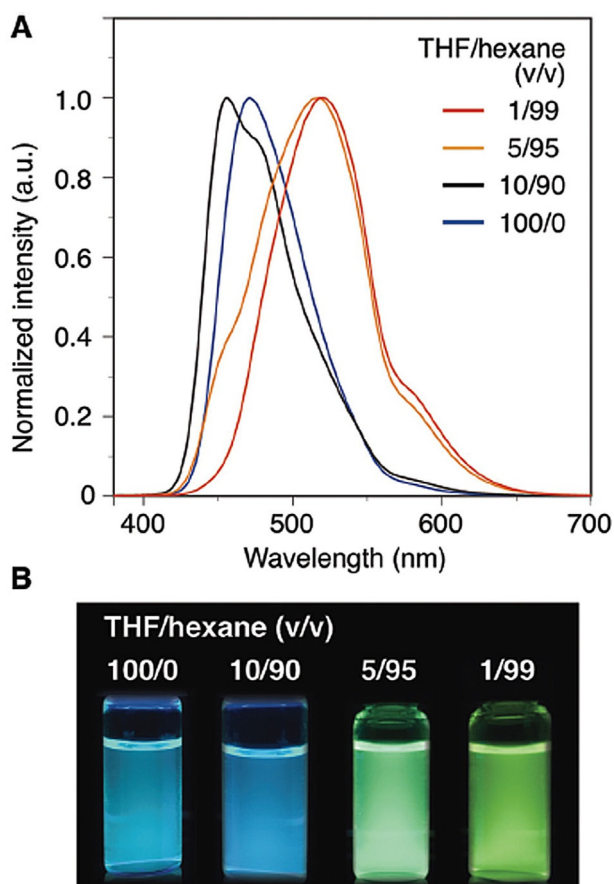 A
THF/hexane
(v/v)
1/99
5/95
10/90
100/0
1.0
0.8
0.6
0.4
0.2
0
Normalized intensity (a.u.)
400 500 600 700
Wavelength (nm)
B
THF/hexane (v/v)
100/0 10/90 5/95 1/99